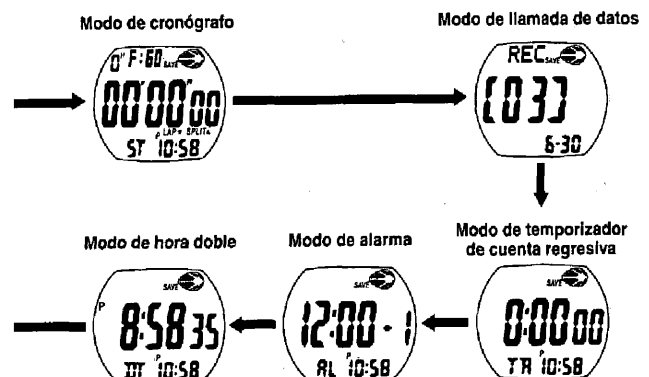 Modo de cronógrafo
Modo de llamada de datos
0" F:60 SAVE
00'00"00
P LAP SPLIT
ST 10:58
REC SAVE
[03]
6-30
Modo de hora doble
Modo de alarma
Modo de temporizador
de cuenta regresiva
SAVE
P 8:58 35
P
DT 10:58
SAVE
12:00-1
P
AL 10:58
SAVE
0:00 00
P
TR 10:58